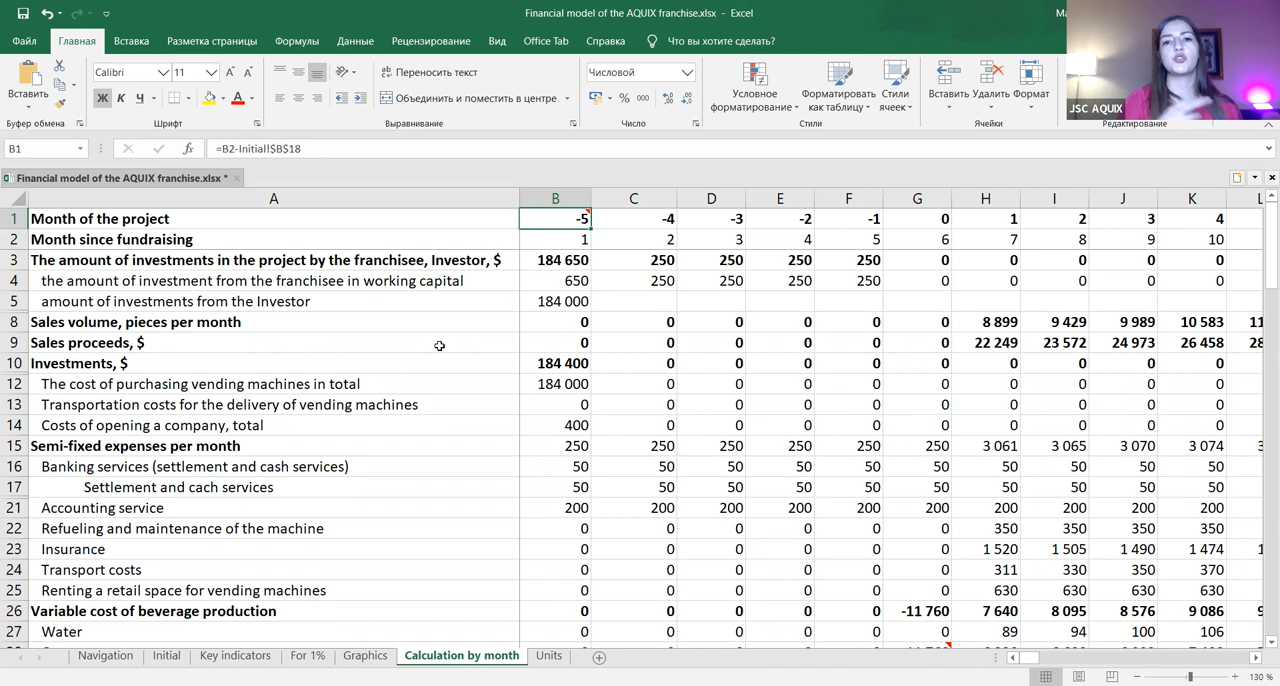 Financial model of the AQUIX franchise.xlsx - Excel
Файл Главная Вставка Разметка страницы Формулы Данные Рецензирование Вид Office Tab Справка Что вы хотите сделать?
JSC AQUIX
Вставить
Calibri 11
Переносить текст
Объединить и поместить в центре
Числовой
Условное форматирование
Форматировать как таблицу
Стили ячеек
Вставить Удалить Формат
Буфер обмена Шрифт Выравнивание Число Стили Ячейки Редактирование
B1 fx =B2-Initial!$B$18
Financial model of the AQUIX franchise.xlsx *
A B C D E F G H I J K L
1 Month of the project -5 -4 -3 -2 -1 0 1 2 3 4
2 Month since fundraising 1 2 3 4 5 6 7 8 9 10
3 The amount of investments in the project by the franchisee, Investor, $ 184 650 250 250 250 250 0 0 0 0 0
4 the amount of investment from the franchisee in working capital 650 250 250 250 250 0 0 0 0 0
5 amount of investments from the Investor 184 000
8 Sales volume, pieces per month 0 0 0 0 0 0 8 899 9 429 9 989 10 583
9 Sales proceeds, $ 0 0 0 0 0 0 22 249 23 572 24 973 26 458
10 Investments, $ 184 400 0 0 0 0 0 0 0 0 0
12 The cost of purchasing vending machines in total 184 000 0 0 0 0 0 0 0 0 0
13 Transportation costs for the delivery of vending machines 0 0 0 0 0 0 0 0 0 0
14 Costs of opening a company, total 400 0 0 0 0 0 0 0 0 0
15 Semi-fixed expenses per month 250 250 250 250 250 250 3 061 3 065 3 070 3 074
16 Banking services (settlement and cash services) 50 50 50 50 50 50 50 50 50 50
17 Settlement and cach services 50 50 50 50 50 50 50 50 50 50
21 Accounting service 200 200 200 200 200 200 200 200 200 200
22 Refueling and maintenance of the machine 0 0 0 0 0 0 350 350 350 350
23 Insurance 0 0 0 0 0 0 1 520 1 505 1 490 1 474
24 Transport costs 0 0 0 0 0 0 311 330 350 370
25 Renting a retail space for vending machines 0 0 0 0 0 0 630 630 630 630
26 Variable cost of beverage production 0 0 0 0 0 -11 760 7 640 8 095 8 576 9 086
27 Water 0 0 0 0 0 0 89 94 100 106
Navigation Initial Key indicators For 1% Graphics Calculation by month Units
130 %